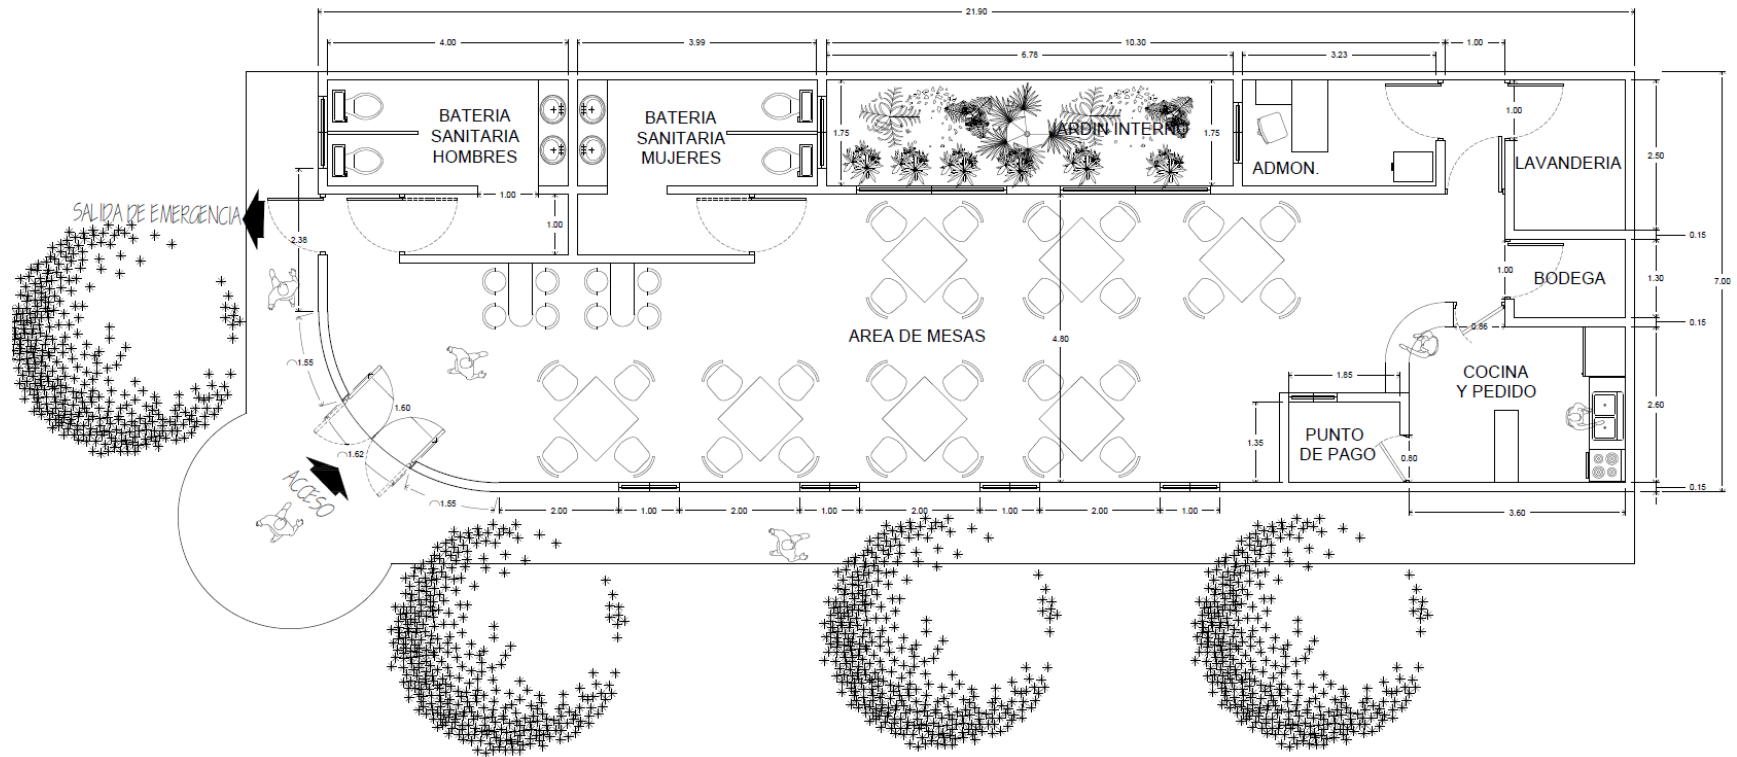 21.90
4.00
3.99
10.30
1.00
6.78
3.23
BATERIA
SANITARIA
HOMBRES
BATERIA
SANITARIA
MUJERES
1.75
JARDIN INTERNO
1.75
ADMON.
1.00
LAVANDERIA
2.50
1.00
1.00
SALIDA DE EMERGENCIA
2.38
0.15
1.00
BODEGA
1.30
7.00
AREA DE MESAS
4.80
0.86
0.15
1.55
COCINA
Y PEDIDO
1.85
1.60
2.60
PUNTO
DE PAGO
1.35
0.80
1.62
ACCESO
1.55
0.15
2.00
1.00
2.00
1.00
2.00
1.00
2.00
1.00
3.60